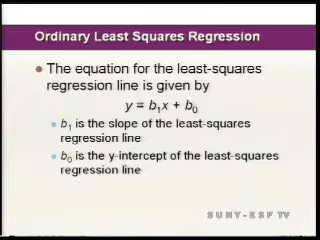 Ordinary Least Squares Regression
The equation for the least-squares
regression line is given by
y = b₁x + b₀
b₁ is the slope of the least-squares
regression line
b₀ is the y-intercept of the least-squares
regression line
SUNY-ESF TV